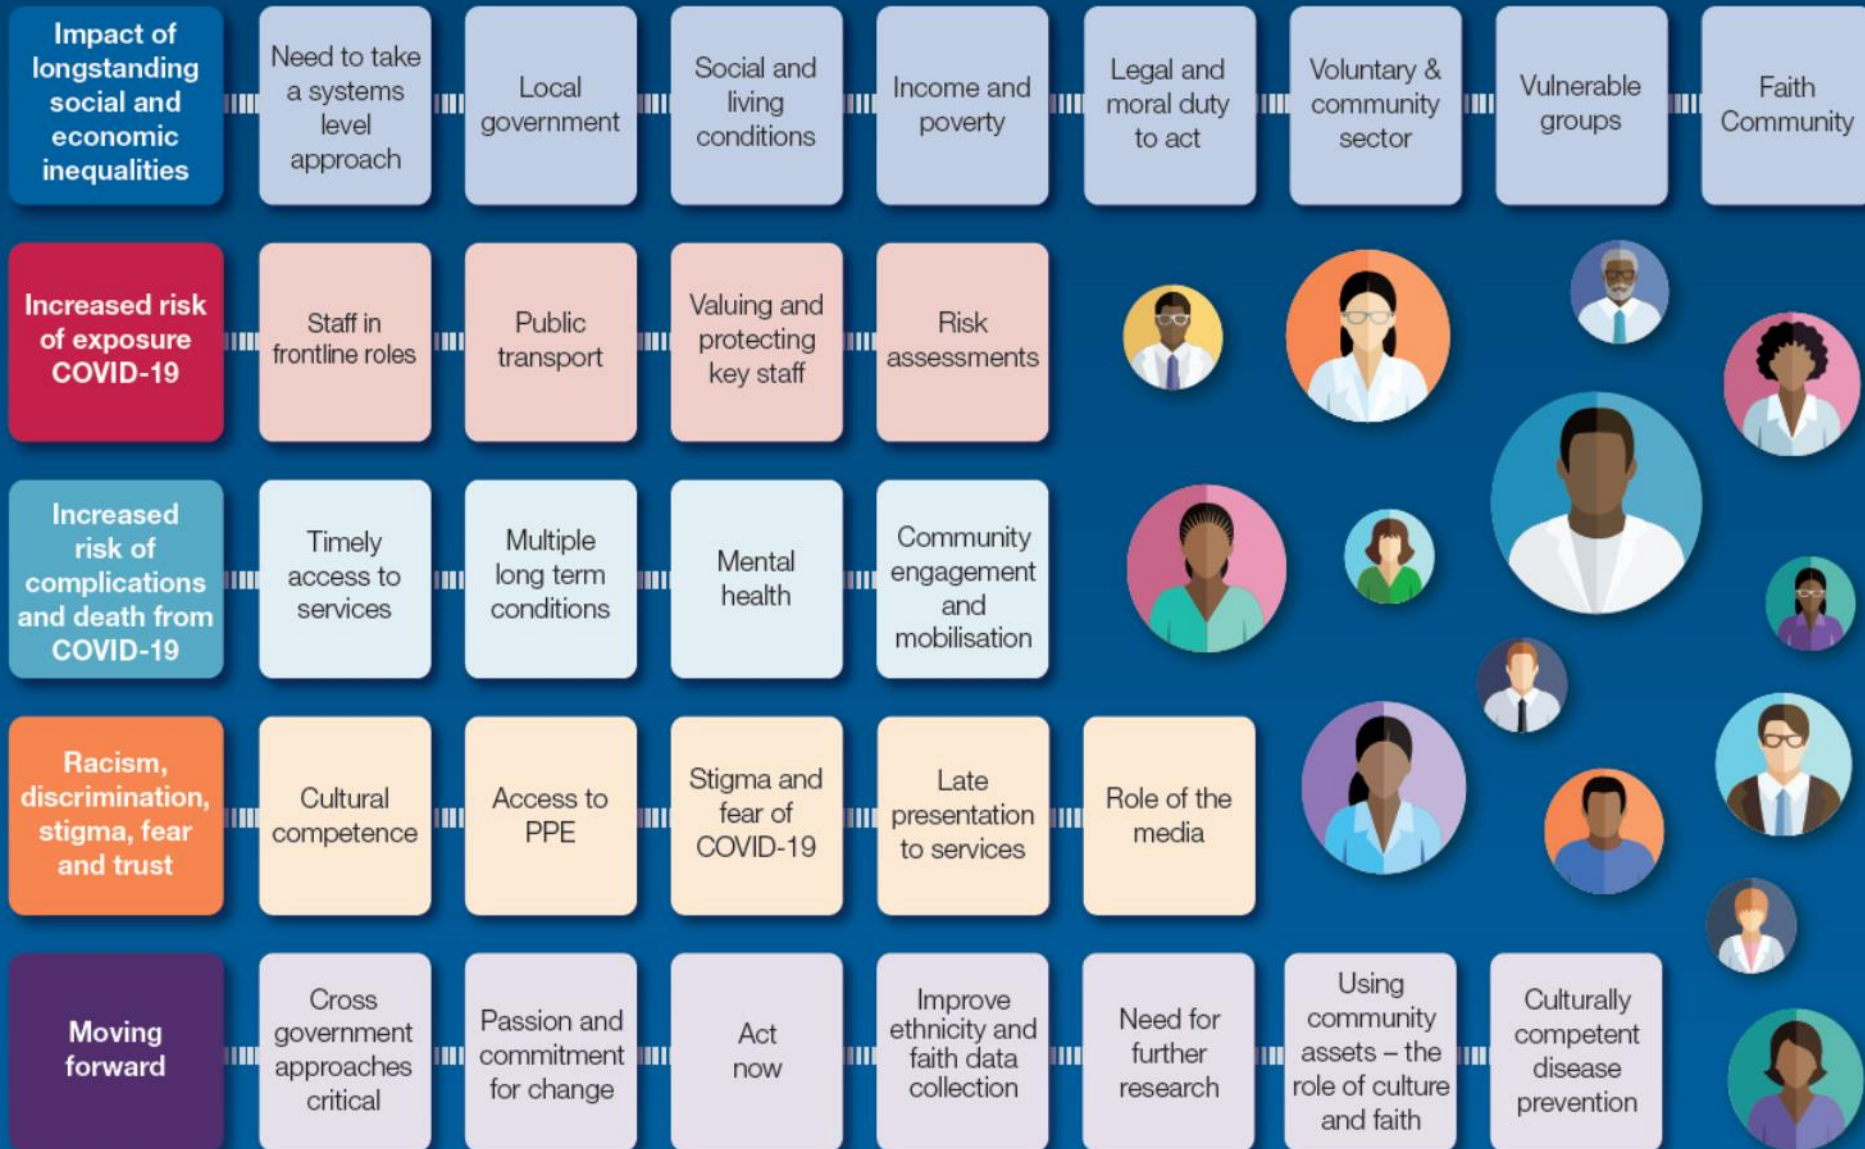 Impact of
longstanding
social and
economic
inequalities
Need to take
a systems
level
approach
Local
government
Social and
living
conditions
Income and
poverty
Legal and
moral duty
to act
Voluntary &
community
sector
Vulnerable
groups
Faith
Community
Increased risk
of exposure
COVID-19
Staff in
frontline roles
Public
transport
Valuing and
protecting
key staff
Risk
assessments
Increased
risk of
complications
and death from
COVID-19
Timely
access to
services
Multiple
long term
conditions
Mental
health
Community
engagement
and
mobilisation
Racism,
discrimination,
stigma, fear
and trust
Cultural
competence
Access to
PPE
Stigma and
fear of
COVID-19
Late
presentation
to services
Role of the
media
Moving
forward
Cross
government
approaches
critical
Passion and
commitment
for change
Act
now
Improve
ethnicity and
faith data
collection
Need for
further
research
Using
community
assets – the
role of culture
and faith
Culturally
competent
disease
prevention